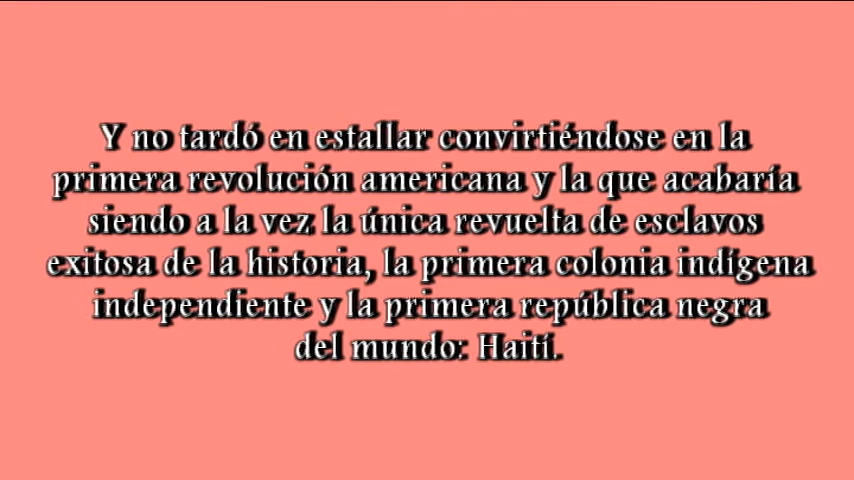 Y no tardó en estallar convirtiéndose en la
primera revolución americana y la que acabaría
siendo a la vez la única revuelta de esclavos
exitosa de la historia, la primera colonia indígena
independiente y la primera república negra
del mundo: Haití.